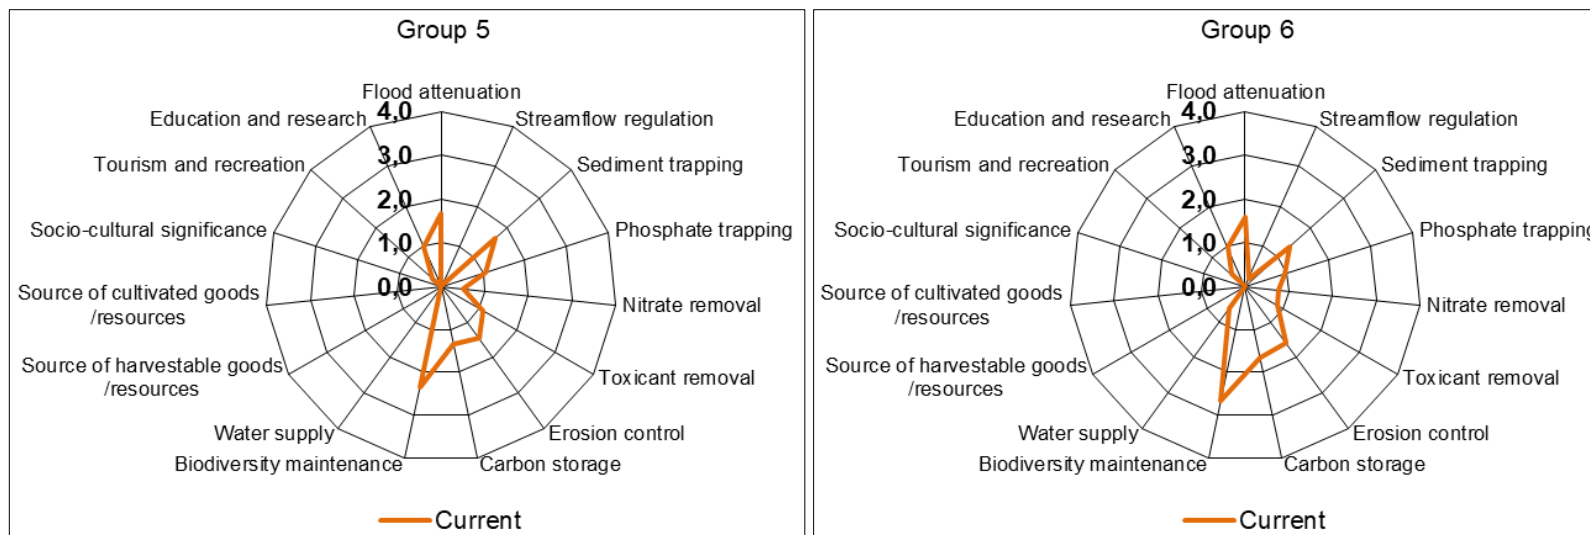 Group 5
Flood attenuation
4,0
Education and research
Streamflow regulation
3,0
Tourism and recreation
Sediment trapping
2,0
Socio-cultural significance
Phosphate trapping
1,0
0,0
Source of cultivated goods
/resources
Nitrate removal
Source of harvestable goods
/resources
Toxicant removal
Water supply
Erosion control
Biodiversity maintenance
Carbon storage
Current
Group 6
Flood attenuation
4,0
Education and research
Streamflow regulation
3,0
Tourism and recreation
Sediment trapping
2,0
Socio-cultural significance
Phosphate trapping
1,0
0,0
Source of cultivated goods
/resources
Nitrate removal
Source of harvestable goods
/resources
Toxicant removal
Water supply
Erosion control
Biodiversity maintenance
Carbon storage
Current